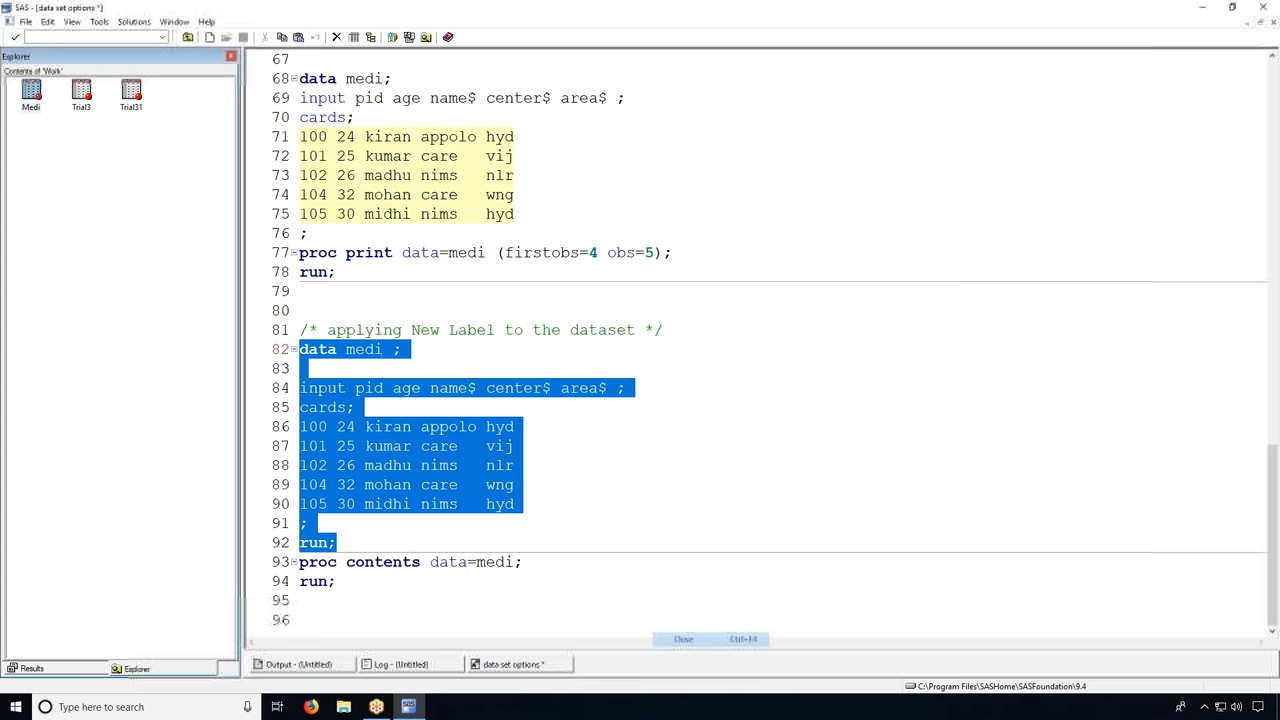 SAS - [data set options *]
File Edit View Tools Solutions Window Help
Explorer
Contents of 'Work'
Medi Trial3 Trial31
67
68 data medi;
69 input pid age name$ center$ area$ ;
70 cards;
71 100 24 kiran appolo hyd
72 101 25 kumar care vij
73 102 26 madhu nims nlr
74 104 32 mohan care wng
75 105 30 midhi nims hyd
76 ;
77 proc print data=medi (firstobs=4 obs=5);
78 run;
79
80
81 /* applying New Label to the dataset */
82 data medi ;
83
84 input pid age name$ center$ area$ ;
85 cards;
86 100 24 kiran appolo hyd
87 101 25 kumar care vij
88 102 26 madhu nims nlr
89 104 32 mohan care wng
90 105 30 midhi nims hyd
91 ;
92 run;
93 proc contents data=medi;
94 run;
95
96
Close Ctrl+F4
Results Explorer
Output - (Untitled) Log - (Untitled) data set options *
C:\Program Files\SASHome\SASFoundation\9.4
Type here to search
SAS